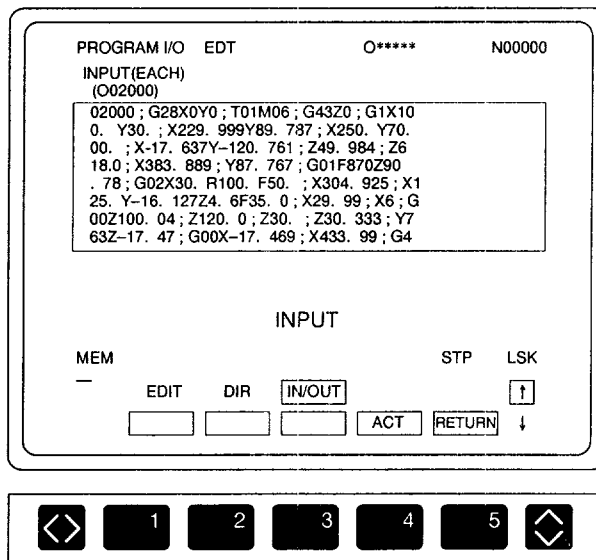 PROGRAM I/O EDT O***** N00000
INPUT(EACH)
(O02000)
02000 ; G28X0Y0 ; T01M06 ; G43Z0 ; G1X10
0. Y30. ; X229. 999Y89. 787 ; X250. Y70.
00. ; X-17. 637Y–120. 761 ; Z49. 984 ; Z6
18.0 ; X383. 889 ; Y87. 767 ; G01F870Z90
. 78 ; G02X30. R100. F50. ; X304. 925 ; X1
25. Y–16. 127Z4. 6F35. 0 ; X29. 99 ; X6 ; G
00Z100. 04 ; Z120. 0 ; Z30. ; Z30. 333 ; Y7
63Z–17. 47 ; G00X–17. 469 ; X433. 99 ; G4
INPUT
MEM STP LSK
EDIT DIR IN/OUT ↑
ACT RETURN ↓
<> 1 2 3 4 5